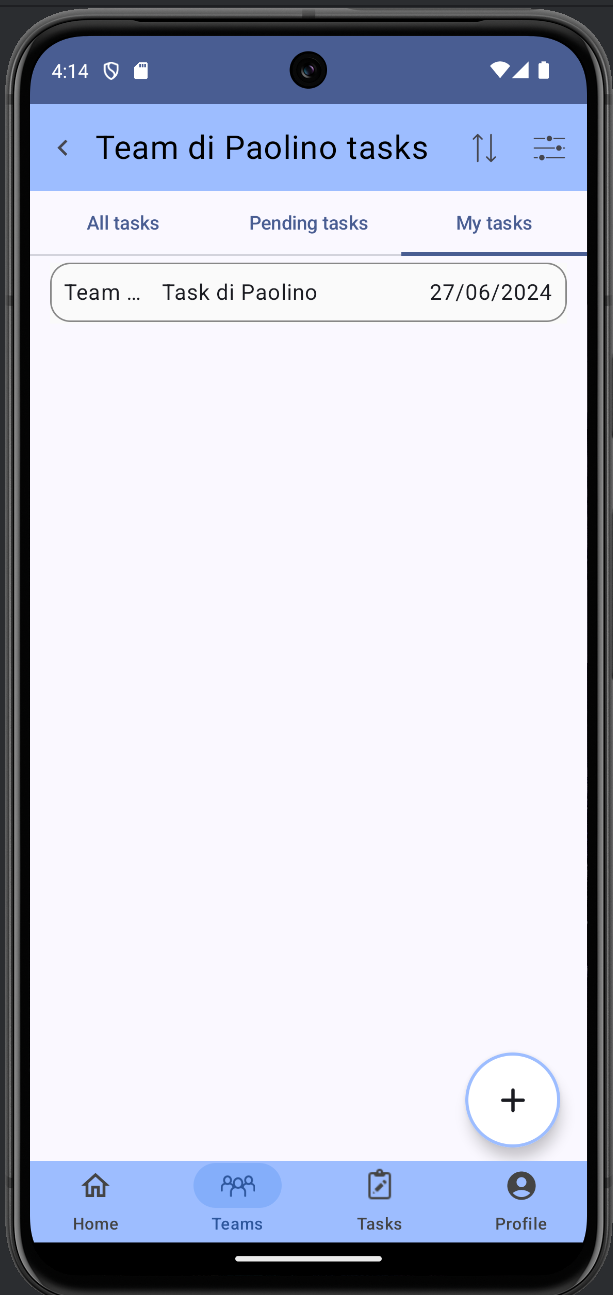 4:14
Team di Paolino tasks
All tasks Pending tasks My tasks
Team ... Task di Paolino 27/06/2024
Home Teams Tasks Profile